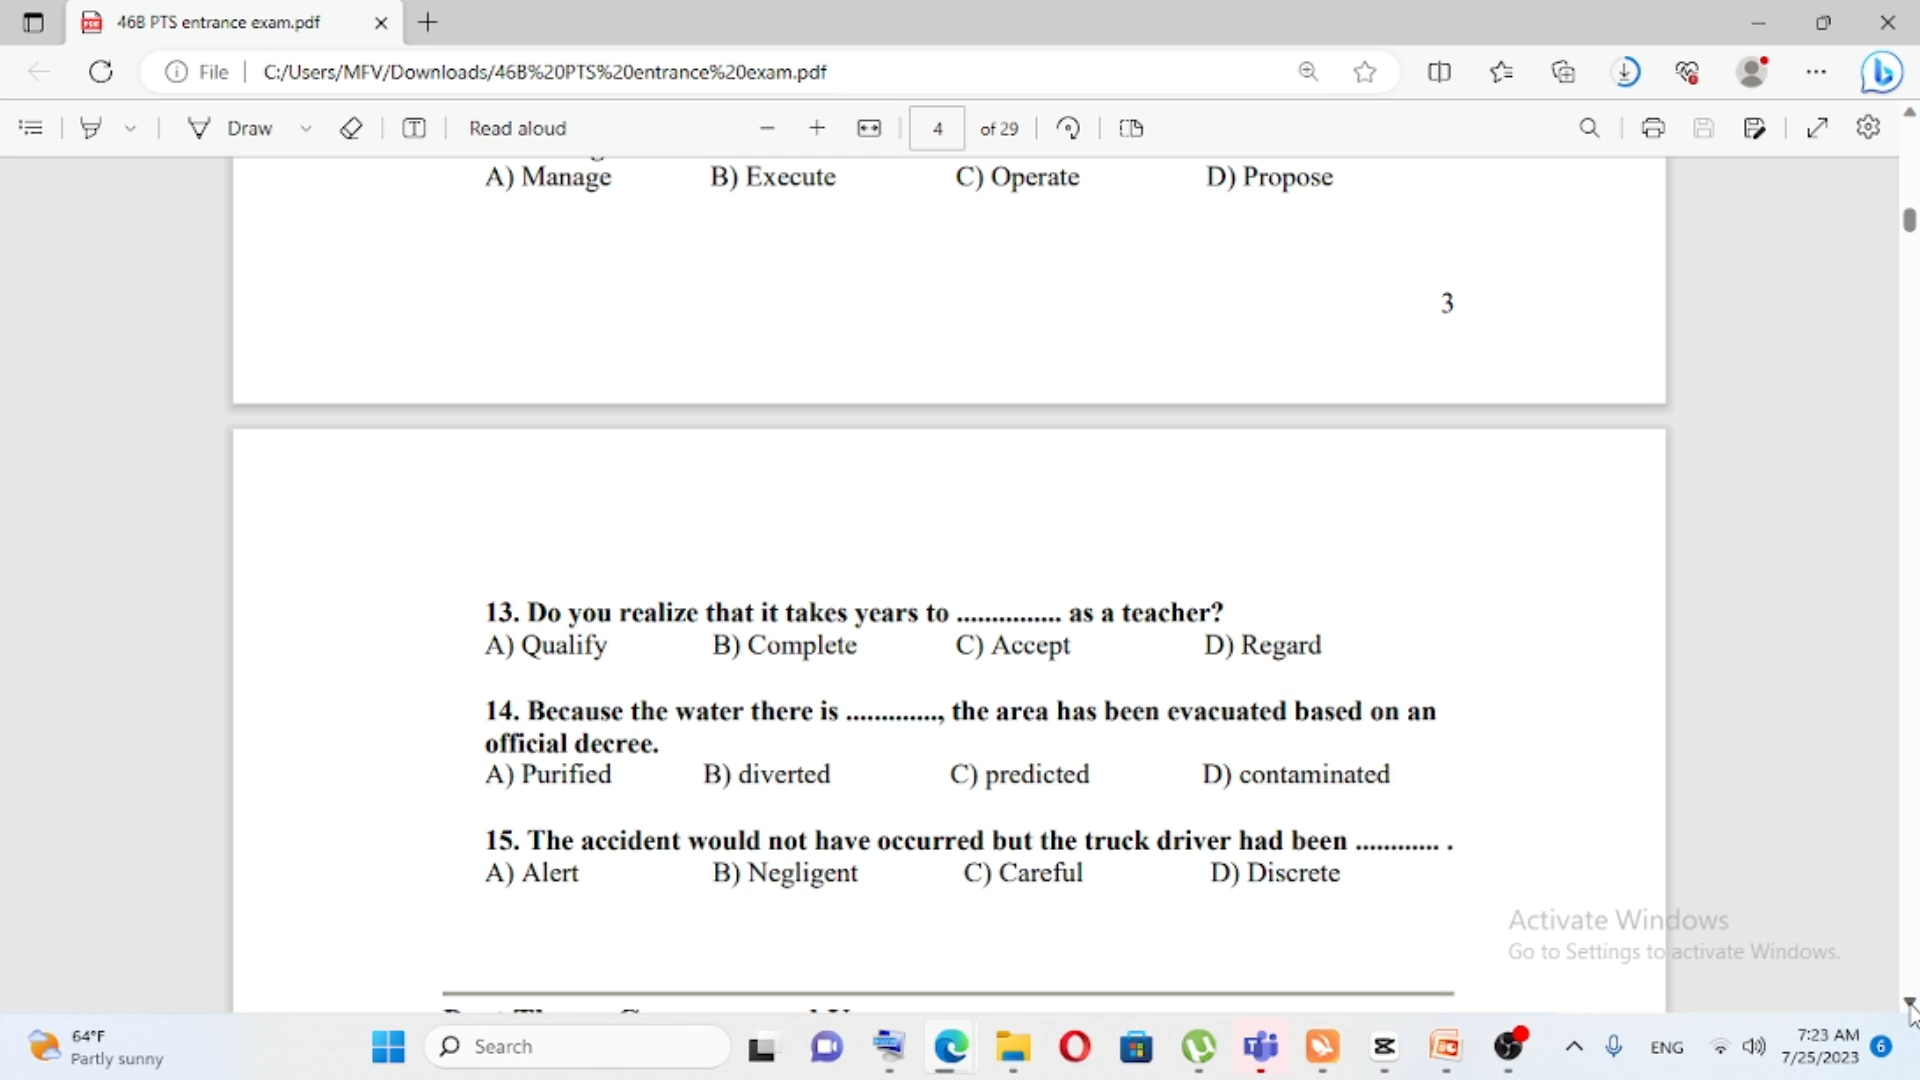 46B PTS entrance exam.pdf
File C:/Users/MFV/Downloads/46B%20PTS%20entrance%20exam.pdf
Draw Read aloud 4 of 29
A) Manage B) Execute C) Operate D) Propose
3
13. Do you realize that it takes years to ............... as a teacher?
A) Qualify B) Complete C) Accept D) Regard
14. Because the water there is .............., the area has been evacuated based on an
official decree.
A) Purified B) diverted C) predicted D) contaminated
15. The accident would not have occurred but the truck driver had been ............ .
A) Alert B) Negligent C) Careful D) Discrete
Activate Windows
Go to Settings to activate Windows.
64°F
Partly sunny
Search
ENG
7:23 AM
7/25/2023
6